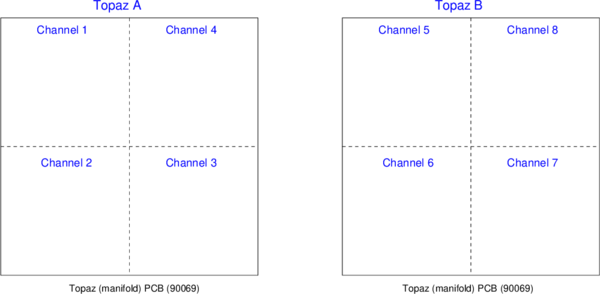 Topaz A
Topaz B
Channel 1
Channel 4
Channel 5
Channel 8
Channel 2
Channel 3
Channel 6
Channel 7
Topaz (manifold) PCB (90069)
Topaz (manifold) PCB (90069)